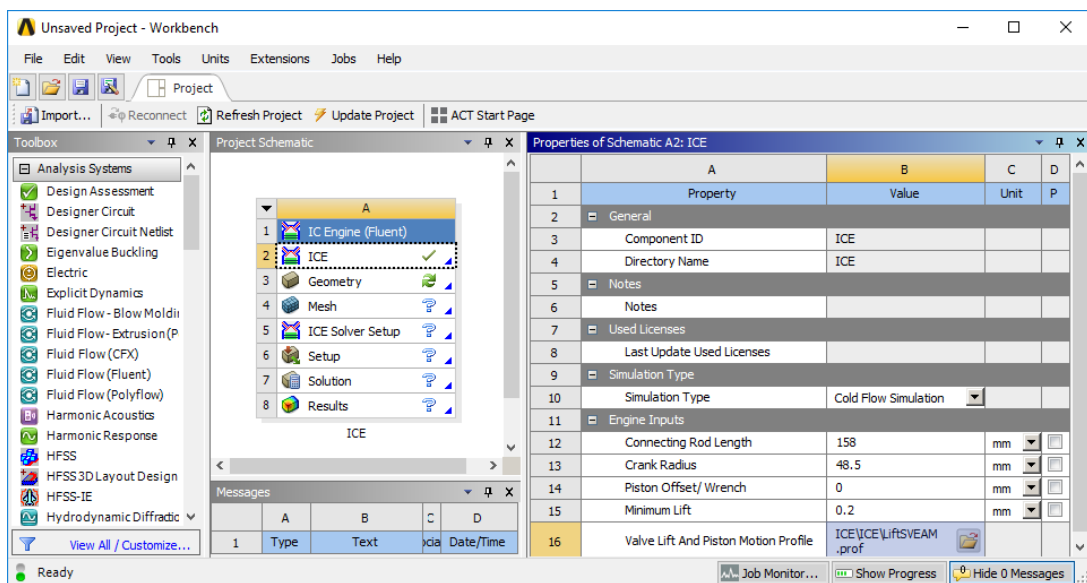 Unsaved Project - Workbench
File Edit View Tools Units Extensions Jobs Help
Project
Import... Reconnect Refresh Project Update Project ACT Start Page
Toolbox
Analysis Systems
Design Assessment
Designer Circuit
Designer Circuit Netlist
Eigenvalue Buckling
Electric
Explicit Dynamics
Fluid Flow - Blow Moldi
Fluid Flow - Extrusion (P
Fluid Flow (CFX)
Fluid Flow (Fluent)
Fluid Flow (Polyflow)
Harmonic Acoustics
Harmonic Response
HFSS
HFSS 3D Layout Design
HFSS-IE
Hydrodynamic Diffractic
View All / Customize...
Project Schematic
A
1 IC Engine (Fluent)
2 ICE
3 Geometry
4 Mesh
5 ICE Solver Setup
6 Setup
7 Solution
8 Results
ICE
Messages
A B C D
1 Type Text ocia Date/Time
Properties of Schematic A2: ICE
A B C D
1 Property Value Unit P
2 General
3 Component ID ICE
4 Directory Name ICE
5 Notes
6 Notes
7 Used Licenses
8 Last Update Used Licenses
9 Simulation Type
10 Simulation Type Cold Flow Simulation
11 Engine Inputs
12 Connecting Rod Length 158 mm
13 Crank Radius 48.5 mm
14 Piston Offset/ Wrench 0 mm
15 Minimum Lift 0.2 mm
16 Valve Lift And Piston Motion Profile ICE\ICE\LiftSVEAM
.prof
Ready Job Monitor... Show Progress Hide 0 Messages